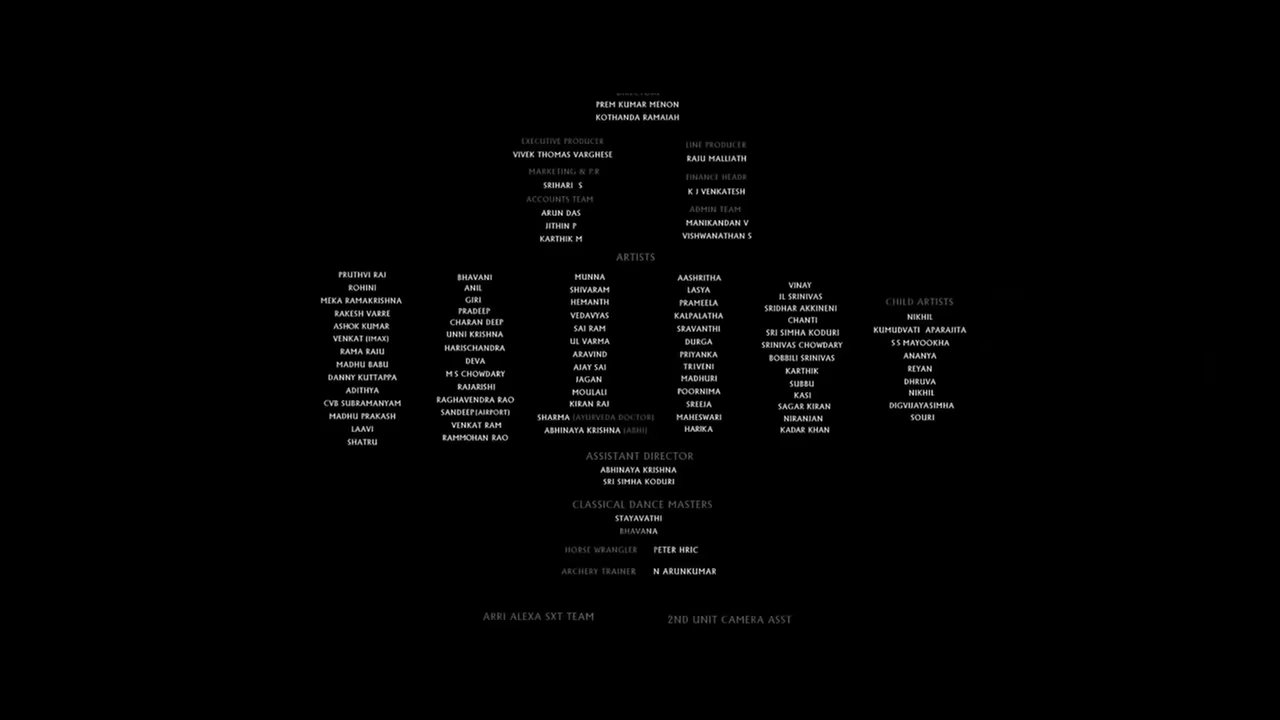 PREM KUMAR MENON
KOTHANDA RAMAIAH
EXECUTIVE PRODUCER
VIVEK THOMAS VARGHESE
MARKETING & P.R
SRIHARI S
ACCOUNTS TEAM
ARUN DAS
JITHIN P
KARTHIK M
LINE PRODUCER
RAJU MALLIATH
FINANCE HEADR
K J VENKATESH
ADMIN TEAM
MANIKANDAN V
VISHWANATHAN S
ARTISTS
PRUTHVI RAJ
ROHINI
MEKA RAMAKRISHNA
RAKESH VARRE
ASHOK KUMAR
VENKAT (IMAX)
RAMA RAJU
MADHU BABU
DANNY KUTTAPPA
ADITHYA
CVB SUBRAMANYAM
MADHU PRAKASH
LAAVI
SHATRU
BHAVANI
ANIL
GIRI
PRADEEP
CHARAN DEEP
UNNI KRISHNA
HARISCHANDRA
DEVA
M S CHOWDARY
RAJARISHI
RAGHAVENDRA RAO
SANDEEP (AIRPORT)
VENKAT RAM
RAMMOHAN RAO
MUNNA
SHIVARAM
HEMANTH
VEDAVYAS
SAI RAM
UL VARMA
ARAVIND
AJAY SAI
JAGAN
MOULALI
KIRAN RAJ
SHARMA (AYURVEDA DOCTOR)
ABHINAYA KRISHNA (ABHI)
AASHRITHA
LASYA
PRAMEELA
KALPALATHA
SRAVANTHI
DURGA
PRIYANKA
TRIVENI
MADHURI
POORNIMA
SREEJA
MAHESWARI
HARIKA
VINAY
JL SRINIVAS
SRIDHAR AKKINENI
CHANTI
SRI SIMHA KODURI
SRINIVAS CHOWDARY
BOBBILI SRINIVAS
KARTHIK
SUBBU
KASI
SAGAR KIRAN
NIRANJAN
KADAR KHAN
CHILD ARTISTS
NIKHIL
KUMUDVATI APARAJITA
S S MAYOOKHA
ANANYA
REYAN
DHRUVA
NIKHIL
DIGVIJAYASIMHA
SOURI
ASSISTANT DIRECTOR
ABHINAYA KRISHNA
SRI SIMHA KODURI
CLASSICAL DANCE MASTERS
STAYAVATHI
BHAVANA
HORSE WRANGLER PETER HRIC
ARCHERY TRAINER N ARUNKUMAR
ARRI ALEXA SXT TEAM
2ND UNIT CAMERA ASST